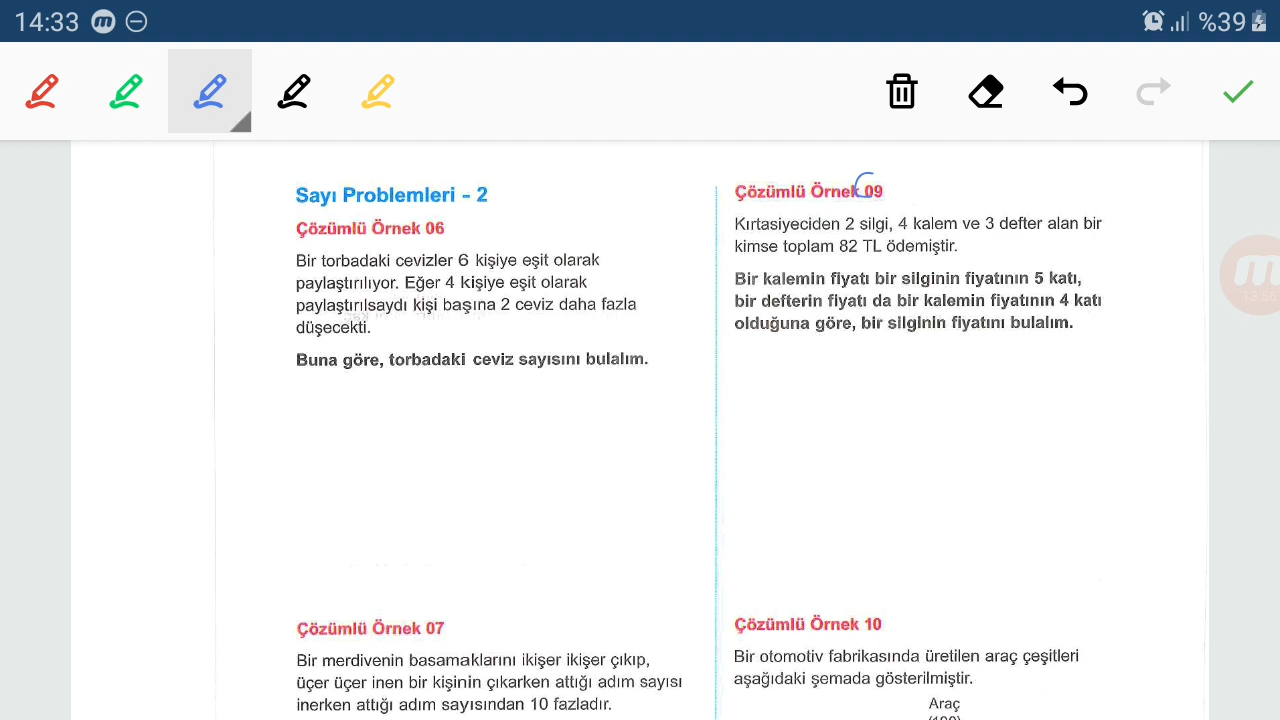 14:33
%39
Sayı Problemleri - 2
Çözümlü Örnek 06
Bir torbadaki cevizler 6 kişiye eşit olarak
paylaştırılıyor. Eğer 4 kişiye eşit olarak
paylaştırılsaydı kişi başına 2 ceviz daha fazla
düşecekti.
Buna göre, torbadaki ceviz sayısını bulalım.
Çözümlü Örnek 07
Bir merdivenin basamaklarını ikişer ikişer çıkıp,
üçer üçer inen bir kişinin çıkarken attığı adım sayısı
inerken attığı adım sayısından 10 fazladır.
Çözümlü Örnek 09
Kırtasiyeciden 2 silgi, 4 kalem ve 3 defter alan bir
kimse toplam 82 TL ödemiştir.
Bir kalemin fiyatı bir silginin fiyatının 5 katı,
bir defterin fiyatı da bir kalemin fiyatının 4 katı
olduğuna göre, bir silginin fiyatını bulalım.
Çözümlü Örnek 10
Bir otomotiv fabrikasında üretilen araç çeşitleri
aşağıdaki şemada gösterilmiştir.
Araç